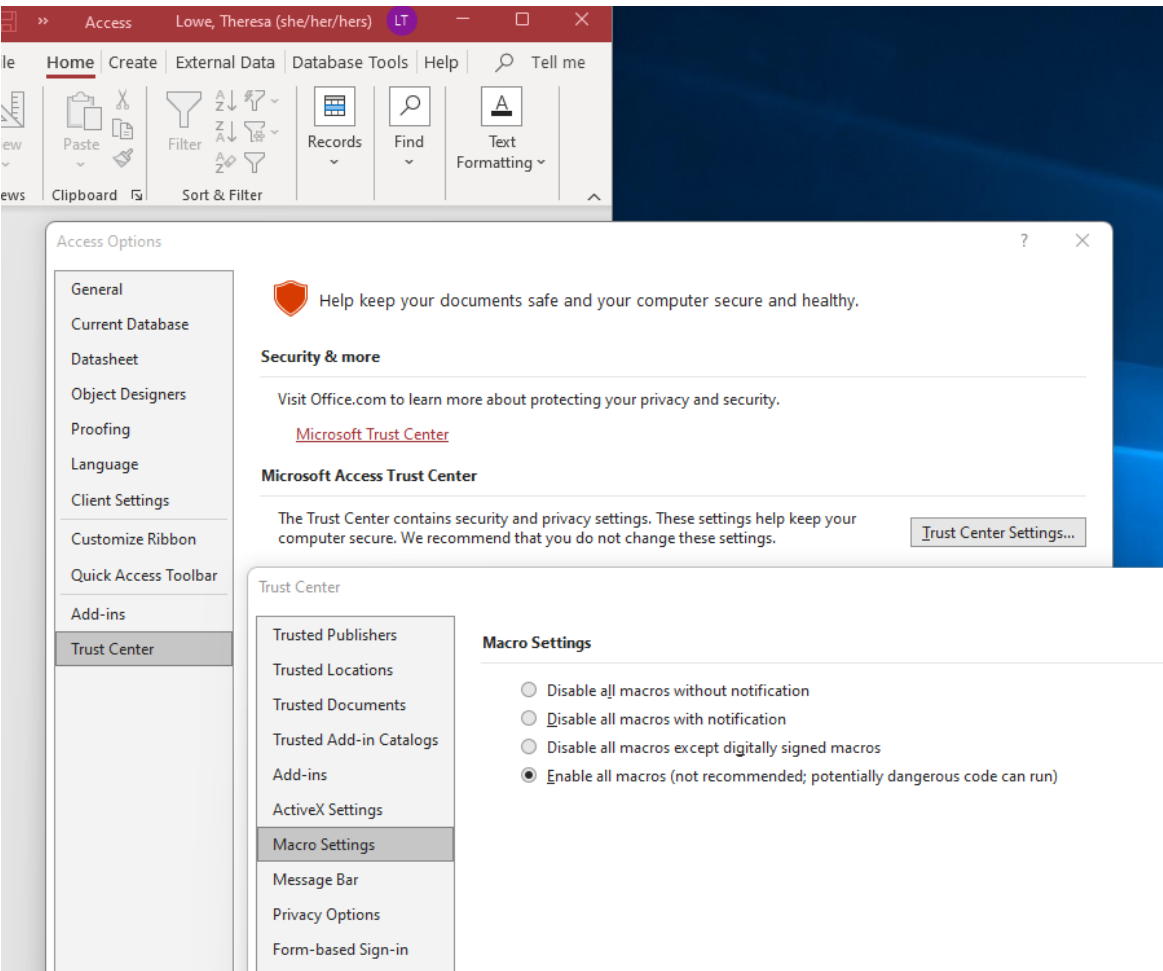 Access Lowe, Theresa (she/her/hers) LT
le Home Create External Data Database Tools Help Tell me
ew Paste Filter Records Find Text
Formatting
ews Clipboard Sort & Filter
Access Options ?
General
Current Database
Datasheet
Object Designers
Proofing
Language
Client Settings
Customize Ribbon
Quick Access Toolbar
Add-ins
Trust Center
Help keep your documents safe and your computer secure and healthy.
Security & more
Visit Office.com to learn more about protecting your privacy and security.
Microsoft Trust Center
Microsoft Access Trust Center
The Trust Center contains security and privacy settings. These settings help keep your
computer secure. We recommend that you do not change these settings.
Trust Center Settings...
Trust Center
Trusted Publishers
Trusted Locations
Trusted Documents
Trusted Add-in Catalogs
Add-ins
ActiveX Settings
Macro Settings
Message Bar
Privacy Options
Form-based Sign-in
Macro Settings
Disable all macros without notification
Disable all macros with notification
Disable all macros except digitally signed macros
Enable all macros (not recommended; potentially dangerous code can run)